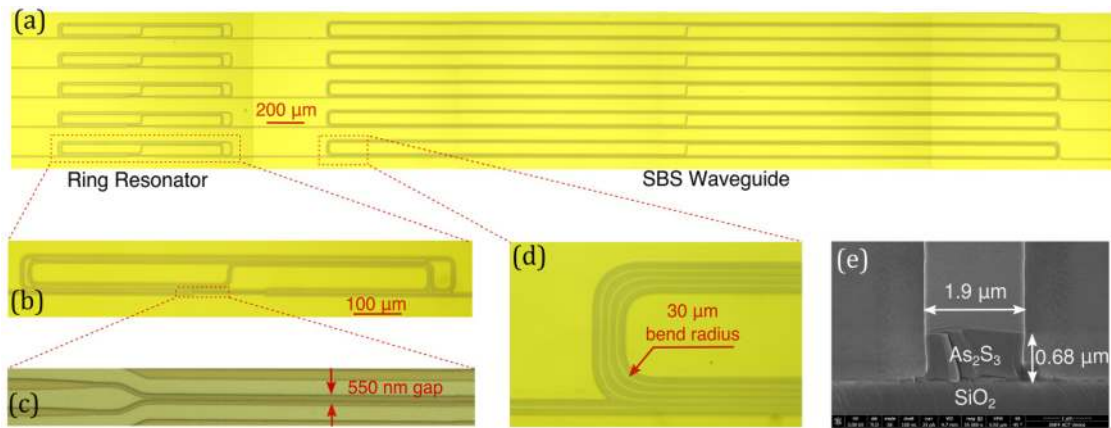 (a)
200 μm
Ring Resonator
SBS Waveguide
(b)
100 μm
(c)
550 nm gap
(d)
30 μm
bend radius
(e)
1.9 μm
As₂S₃
0.68 μm
SiO₂